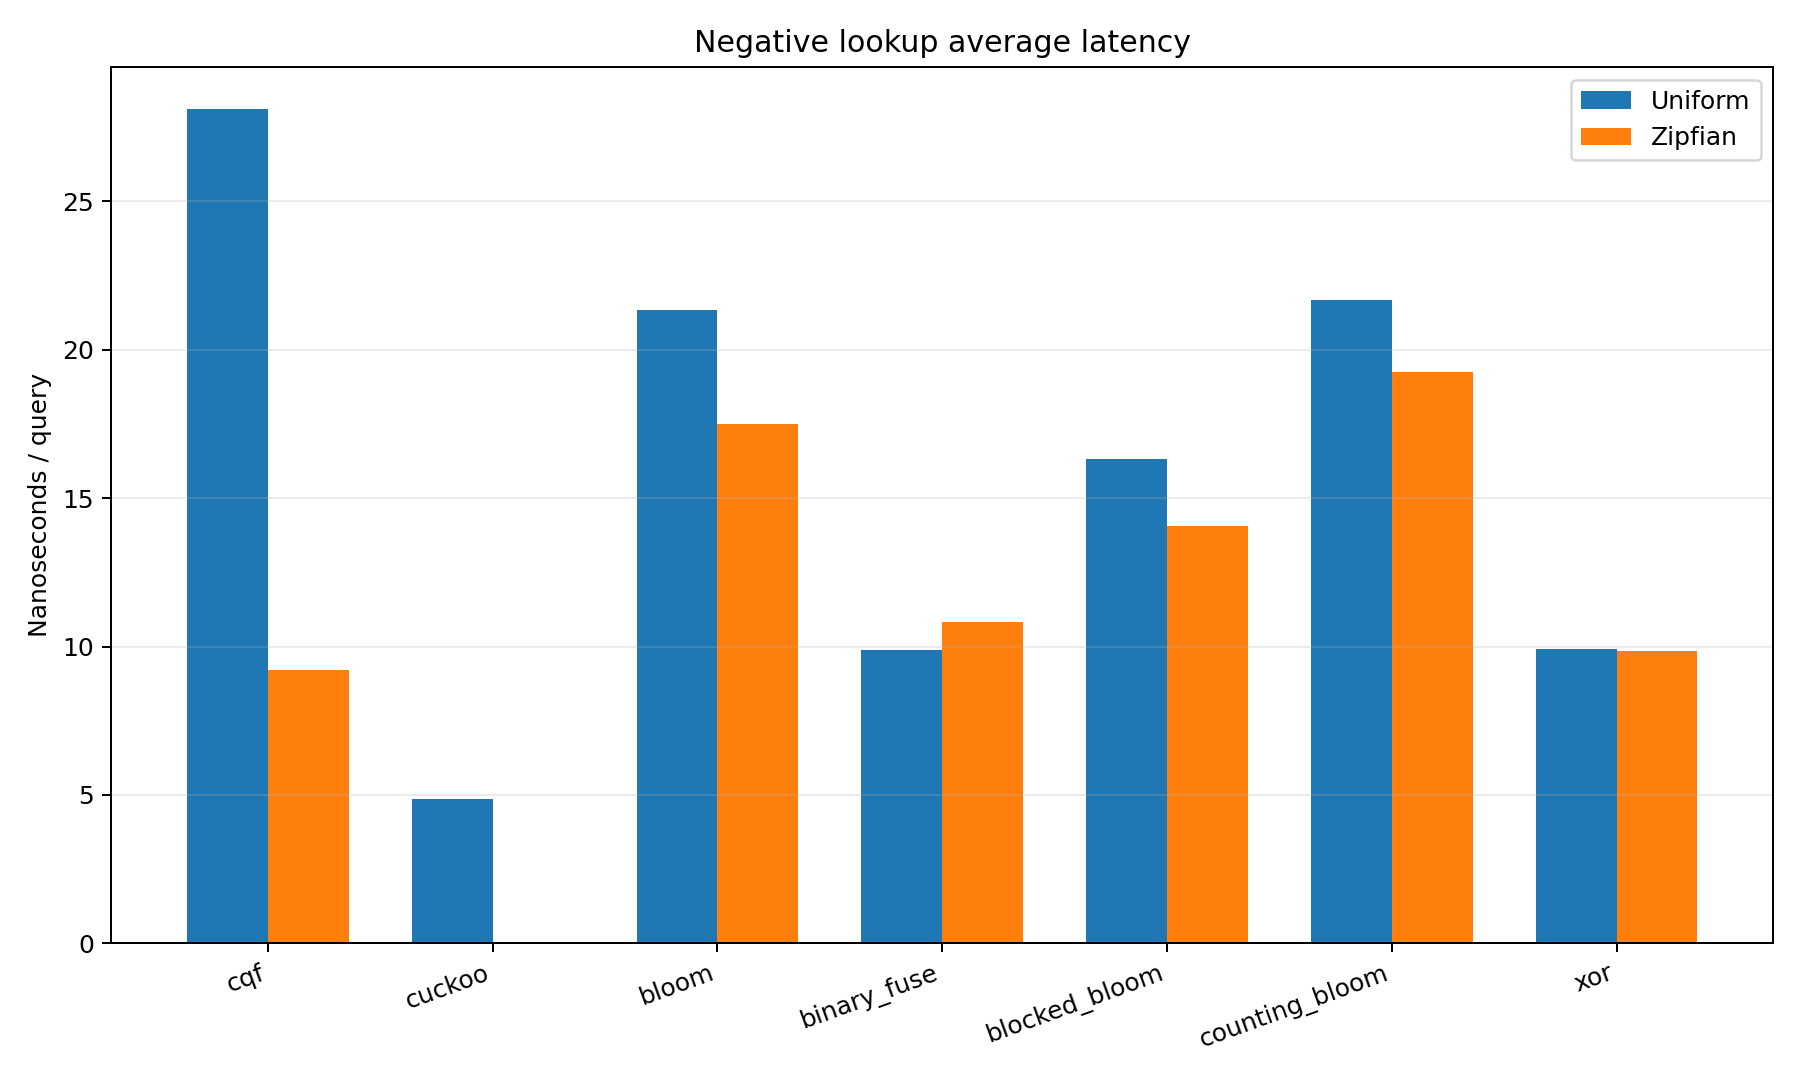 Negative lookup average latency
Uniform
Zipfian
Nanoseconds / query
25
20
15
10
5
0
cqf
cuckoo
bloom
binary_fuse
blocked_bloom
counting_bloom
xor